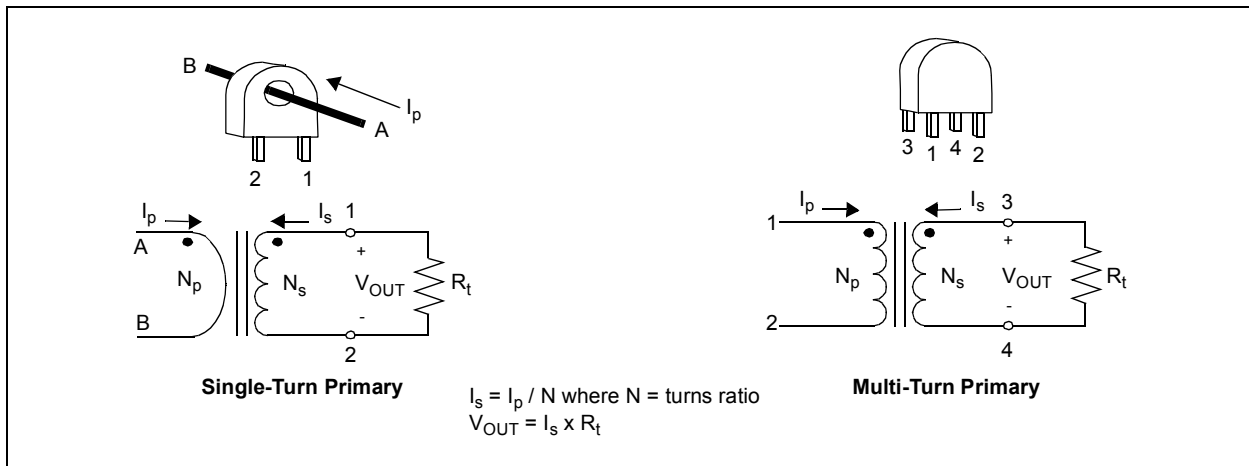 B
I_p
A
2 1
3 1 4 2
I_p I_s 1
A
+
N_p N_s V_OUT R_t
B
-
2
Single-Turn Primary
I_p I_s 3
1
+
N_p N_s V_OUT R_t
2
-
4
Multi-Turn Primary
I_s = I_p / N where N = turns ratio
V_OUT = I_s x R_t